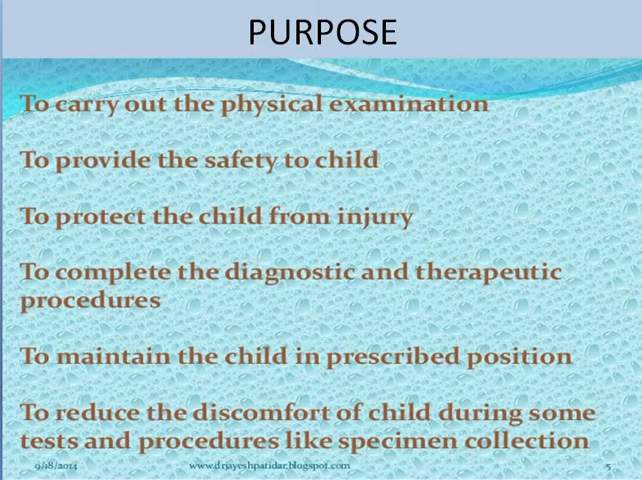 PURPOSE
To carry out the physical examination
To provide the safety to child
To protect the child from injury
To complete the diagnostic and therapeutic
procedures
To maintain the child in prescribed position
To reduce the discomfort of child during some
tests and procedures like specimen collection
9/18/2014 www.drjayeshpatidar.blogspot.com 5